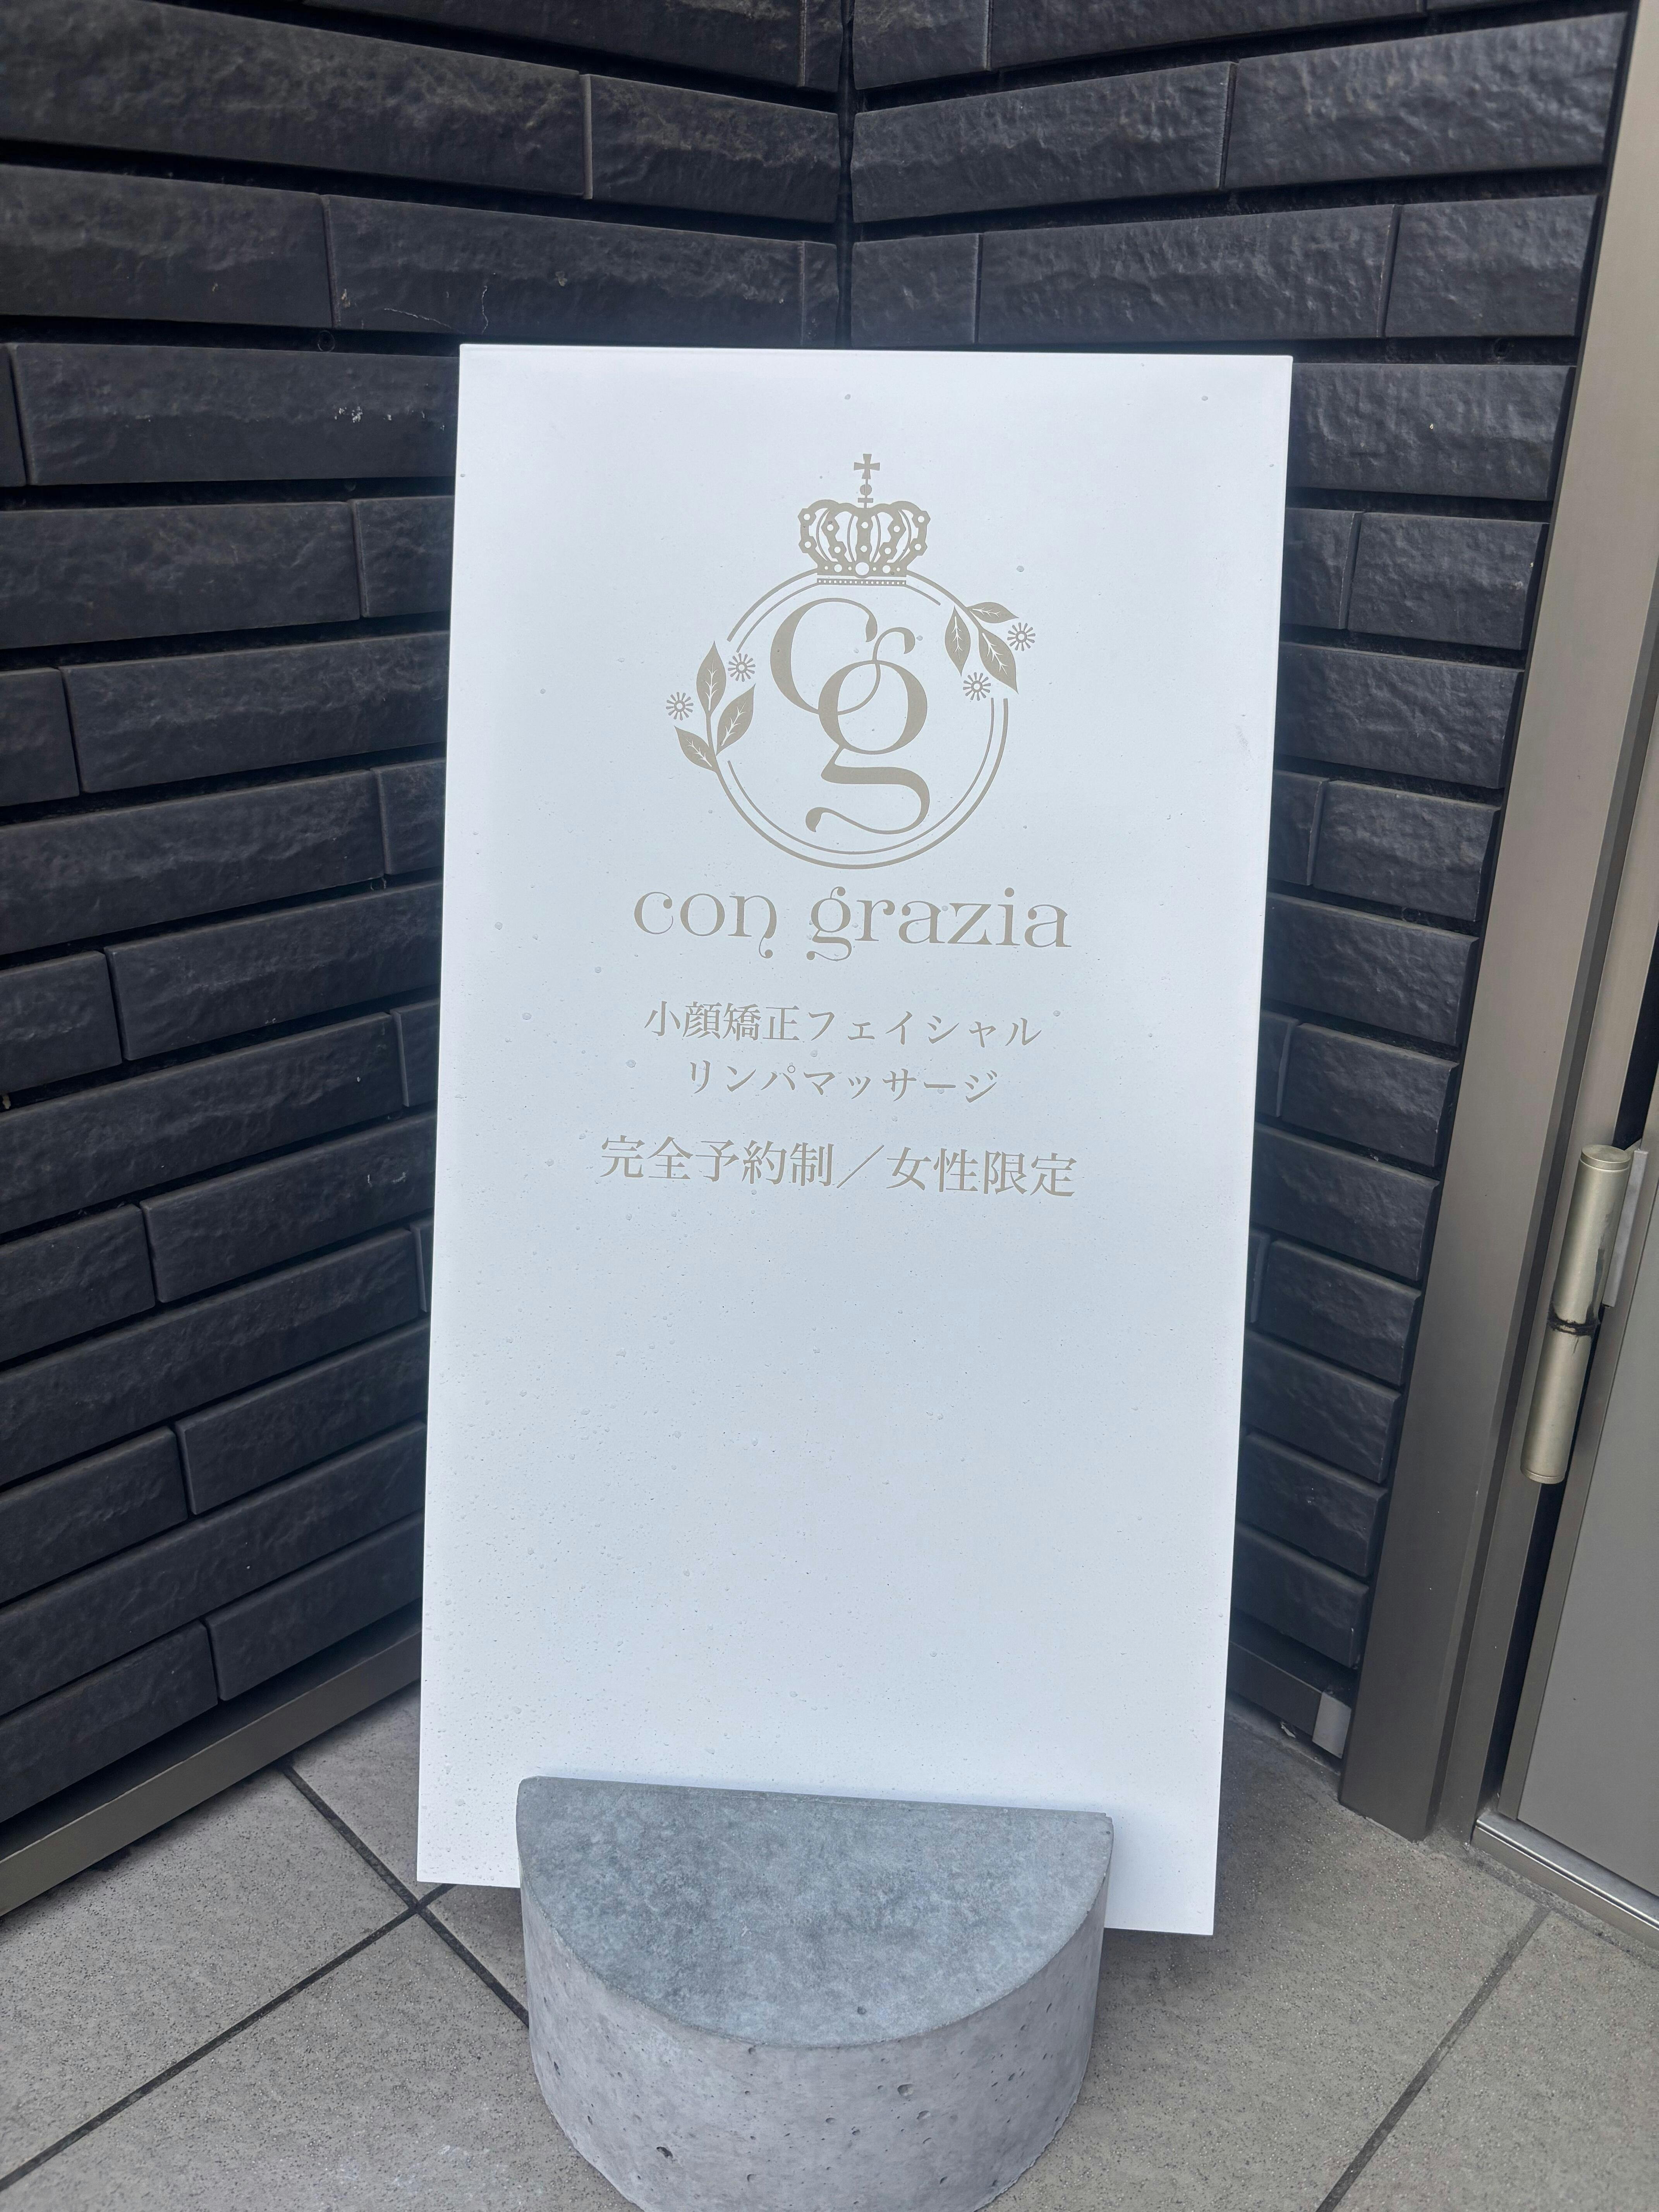 cg
con grazia
小顔矯正フェイシャル
リンパマッサージ
完全予約制／女性限定